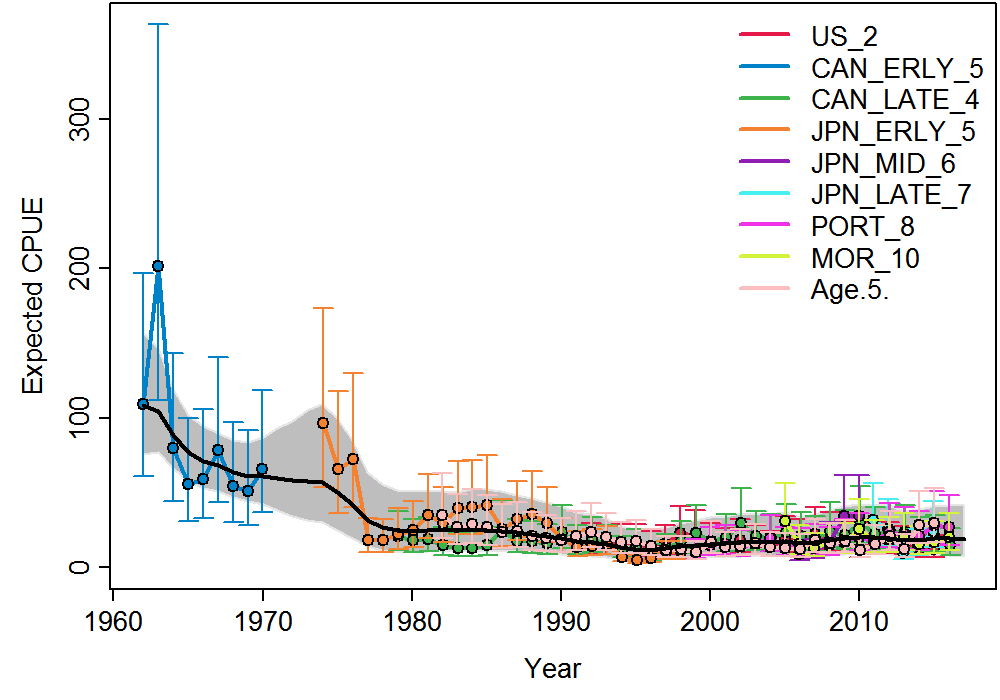 US_2
CAN_ERLY_5
CAN_LATE_4
JPN_ERLY_5
JPN_MID_6
JPN_LATE_7
PORT_8
MOR_10
Age.5.
Expected CPUE
300
200
100
0
1960 1970 1980 1990 2000 2010
Year